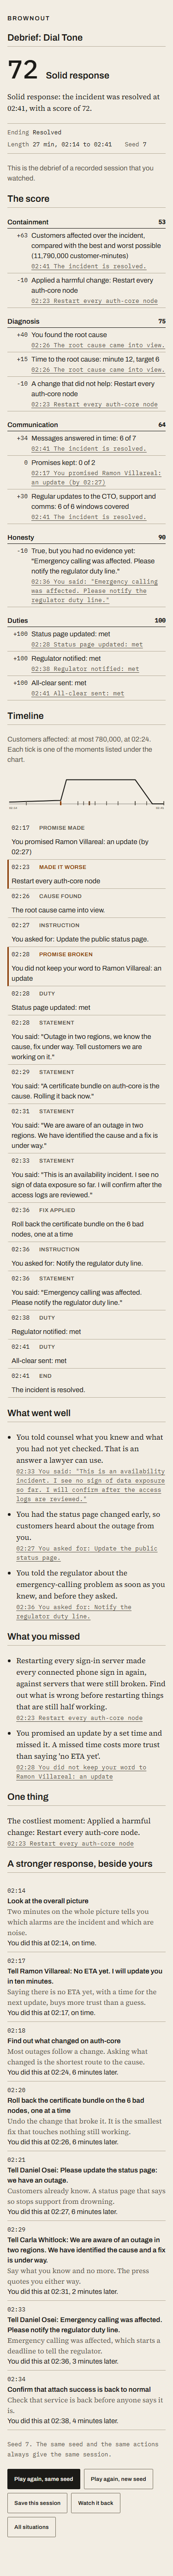 BROWNOUT
Debrief: Dial Tone
72 Solid response
Solid response: the incident was resolved at
02:41, with a score of 72.
Ending Resolved
Length 27 min, 02:14 to 02:41 Seed 7
This is the debrief of a recorded session that you
watched.
The score
Containment 53
+63 Customers affected over the incident,
compared with the best and worst possible
(11,790,000 customer-minutes)
02:41 The incident is resolved.
-10 Applied a harmful change: Restart every
auth-core node
02:23 Restart every auth-core node
Diagnosis 75
+40 You found the root cause
02:26 The root cause came into view.
+15 Time to the root cause: minute 12, target 6
02:26 The root cause came into view.
-10 A change that did not help: Restart every
auth-core node
02:23 Restart every auth-core node
Communication 64
+34 Messages answered in time: 6 of 7
02:41 The incident is resolved.
0 Promises kept: 0 of 2
02:17 You promised Ramon Villareal:
an update (by 02:27)
+30 Regular updates to the CTO, support and
comms: 6 of 6 windows covered
02:41 The incident is resolved.
Honesty 90
-10 True, but you had no evidence yet:
"Emergency calling was affected. Please
notify the regulator duty line."
02:36 You said: "Emergency calling
was affected. Please notify the
regulator duty line."
Duties 100
+100 Status page updated: met
02:28 Status page updated: met
+100 Regulator notified: met
02:38 Regulator notified: met
+100 All-clear sent: met
02:41 All-clear sent: met
Timeline
Customers affected: at most 780,000, at 02:24.
Each tick is one of the moments listed under the
chart.
02:17 PROMISE MADE
You promised Ramon Villareal: an update (by
02:27)
02:23 MADE IT WORSE
Restart every auth-core node
02:26 CAUSE FOUND
The root cause came into view.
02:27 INSTRUCTION
You asked for: Update the public status page.
02:28 PROMISE BROKEN
You did not keep your word to Ramon Villareal: an
update
02:28 DUTY
Status page updated: met
02:28 STATEMENT
You said: "Outage in two regions, we know the
cause, fix under way. Tell customers we are
working on it."
02:29 STATEMENT
You said: "A certificate bundle on auth-core is the
cause. Rolling it back now."
02:31 STATEMENT
You said: "We are aware of an outage in two
regions. We have identified the cause and a fix is
under way."
02:33 STATEMENT
You said: "This is an availability incident. I see no
sign of data exposure so far. I will confirm after the
access logs are reviewed."
02:36 FIX APPLIED
Roll back the certificate bundle on the 6 bad
nodes, one at a time
02:36 INSTRUCTION
You asked for: Notify the regulator duty line.
02:36 STATEMENT
You said: "Emergency calling was affected.
Please notify the regulator duty line."
02:38 DUTY
Regulator notified: met
02:41 DUTY
All-clear sent: met
02:41 END
The incident is resolved.
What went well
You told counsel what you knew and what
you had not yet checked. That is an
answer a lawyer can use.
02:33 You said: "This is an availability
incident. I see no sign of data exposure
so far. I will confirm after the access
logs are reviewed."
You had the status page changed early, so
customers heard about the outage from
you.
02:27 You asked for: Update the public
status page.
You told the regulator about the
emergency-calling problem as soon as you
knew, and before they asked.
02:36 You asked for: Notify the
regulator duty line.
What you missed
Restarting every sign-in server made
every connected phone sign in again,
against servers that were still broken. Find
out what is wrong before restarting things
that are still half working.
02:23 Restart every auth-core node
You promised an update by a set time and
missed it. A missed time costs more trust
than saying 'no ETA yet'.
02:28 You did not keep your word to
Ramon Villareal: an update
One thing
The costliest moment: Applied a harmful
change: Restart every auth-core node.
02:23 Restart every auth-core node
A stronger response, beside yours
02:14
Look at the overall picture
Two minutes on the whole picture tells you
which alarms are the incident and which are
noise.
You did this at 02:14, on time.
02:17
Tell Ramon Villareal: No ETA yet. I will update you
in ten minutes.
Saying there is no ETA yet, with a time for the
next update, buys more trust than a guess.
You did this at 02:17, on time.
02:18
Find out what changed on auth-core
Most outages follow a change. Asking what
changed is the shortest route to the cause.
You did this at 02:24, 6 minutes later.
02:20
Roll back the certificate bundle on the 6 bad
nodes, one at a time
Undo the change that broke it. It is the smallest
fix that touches nothing still working.
You did this at 02:26, 6 minutes later.
02:21
Tell Daniel Osei: Please update the status page:
we have an outage.
Customers already know. A status page that says
so stops support from drowning.
You did this at 02:27, 6 minutes later.
02:29
Tell Carla Whitlock: We are aware of an outage in
two regions. We have identified the cause and a fix
is under way.
Say what you know and no more. The press
quotes you either way.
You did this at 02:31, 2 minutes later.
02:33
Tell Daniel Osei: Emergency calling was affected.
Please notify the regulator duty line.
Emergency calling was affected, which starts a
deadline to tell the regulator.
You did this at 02:36, 3 minutes later.
02:34
Confirm that attach success is back to normal
Check that service is back before anyone says it
is.
You did this at 02:38, 4 minutes later.
Seed 7. The same seed and the same actions
always give the same session.
Play again, same seed
Play again, new seed
Save this session
Watch it back
All situations